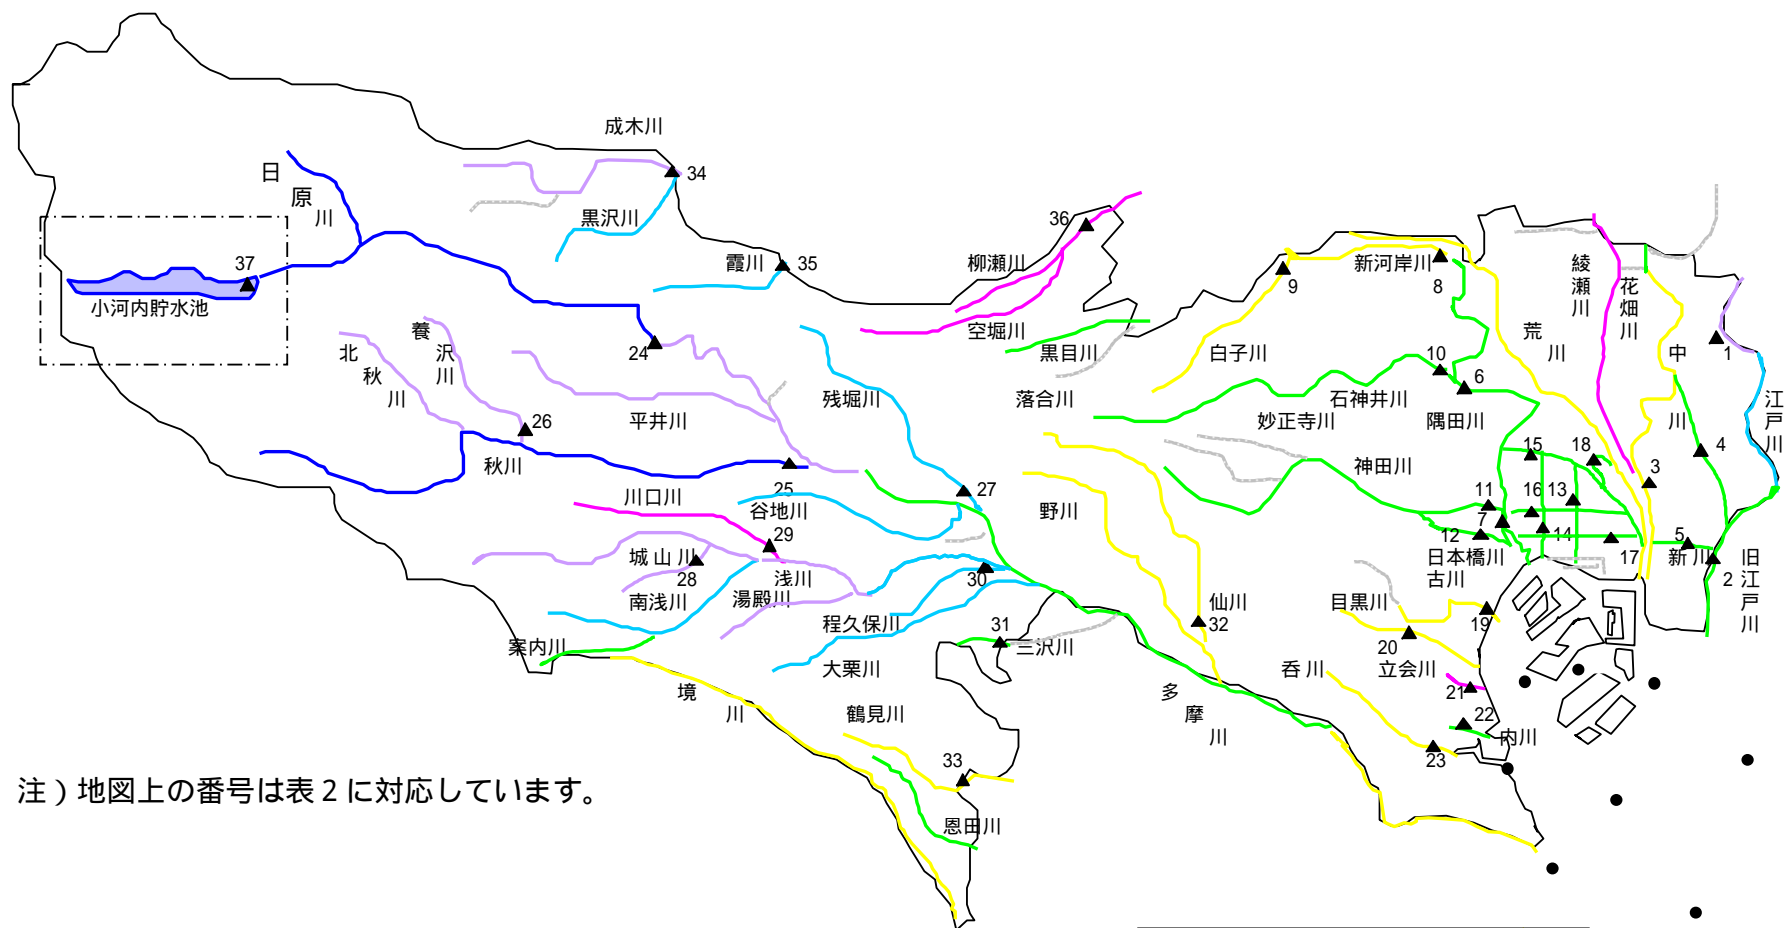 成木川
34
日原川
黒沢川
36
37
霞川
35
柳瀬川
新河岸川
綾瀬川
花畑川
小河内貯水池
9
8
養沢川
北秋川
24
空堀川
黒目川
白子川
荒川
中川
1
10
6
残堀川
落合川
石神井川
妙正寺川
隅田川
江戸川
平井川
26
秋川
神田川
15
18
4
3
25
27
川口川
谷地川
野川
11
16
13
7
12
14
29
5
17
城山川
28
浅川
30
日本橋川
古川
新川
2
旧江戸川
南浅川
湯殿川
程久保川
仙川
32
目黒川
19
20
案内川
31
三沢川
大栗川
呑川
立会川
21
境川
鶴見川
多摩川
22
内川
23
33
注）地図上の番号は表２に対応しています。
恩田川